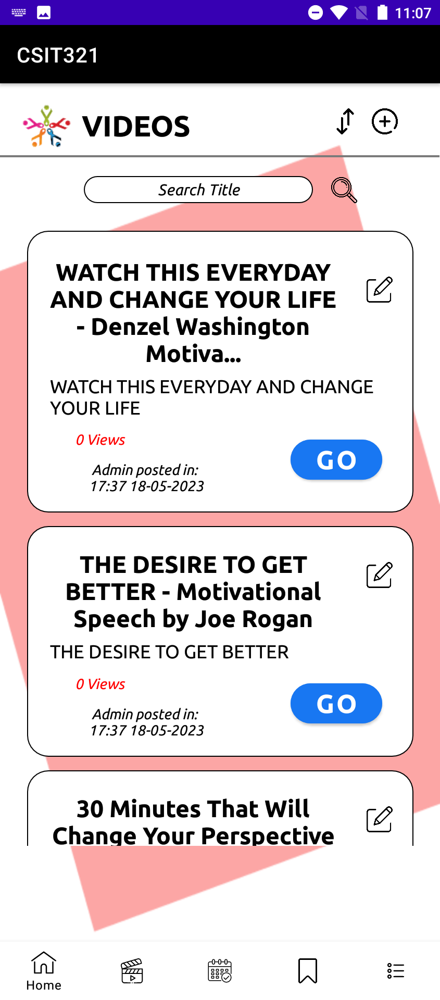 11:07
CSIT321
VIDEOS
Search Title
WATCH THIS EVERYDAY
AND CHANGE YOUR LIFE
- Denzel Washington
Motiva...
WATCH THIS EVERYDAY AND CHANGE
YOUR LIFE
0 Views
Admin posted in:
17:37 18-05-2023
GO
THE DESIRE TO GET
BETTER - Motivational
Speech by Joe Rogan
THE DESIRE TO GET BETTER
0 Views
Admin posted in:
17:37 18-05-2023
GO
30 Minutes That Will
Change Your Perspective
Home